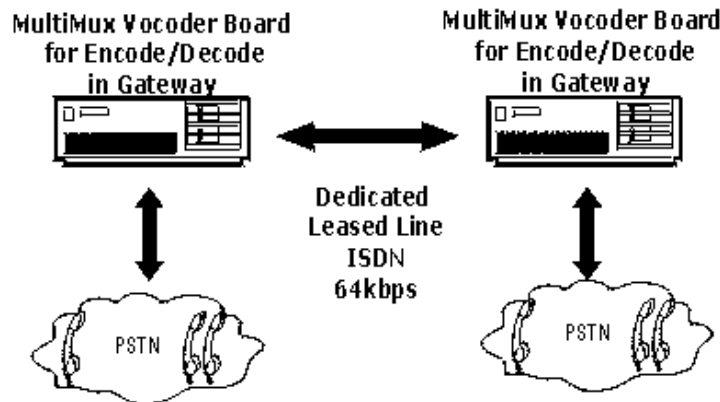 MultiMux Vocoder Board
for Encode/Decode
in Gateway
MultiMux Vocoder Board
for Encode/Decode
in Gateway
Dedicated
Leased Line
ISDN
64kbps
PSTN
PSTN